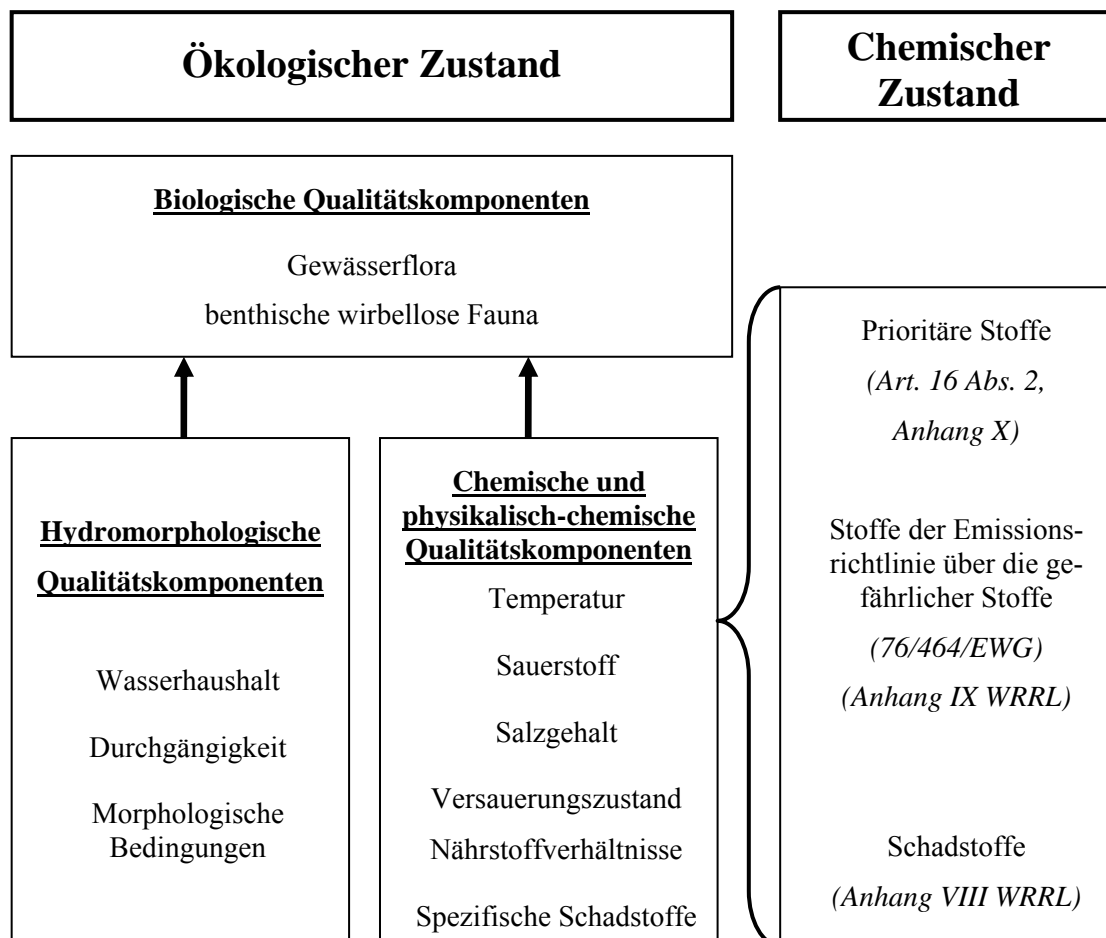 Ökologischer Zustand
Chemischer
Zustand
Biologische Qualitätskomponenten
Gewässerflora
benthische wirbellose Fauna
Hydromorphologische
Qualitätskomponenten
Wasserhaushalt
Durchgängigkeit
Morphologische
Bedingungen
Chemische und
physikalisch-chemische
Qualitätskomponenten
Temperatur
Sauerstoff
Salzgehalt
Versauerungszustand
Nährstoffverhältnisse
Spezifische Schadstoffe
Prioritäre Stoffe
(Art. 16 Abs. 2,
Anhang X)
Stoffe der Emissions-
richtlinie über die ge-
fährlicher Stoffe
(76/464/EWG)
(Anhang IX WRRL)
Schadstoffe
(Anhang VIII WRRL)